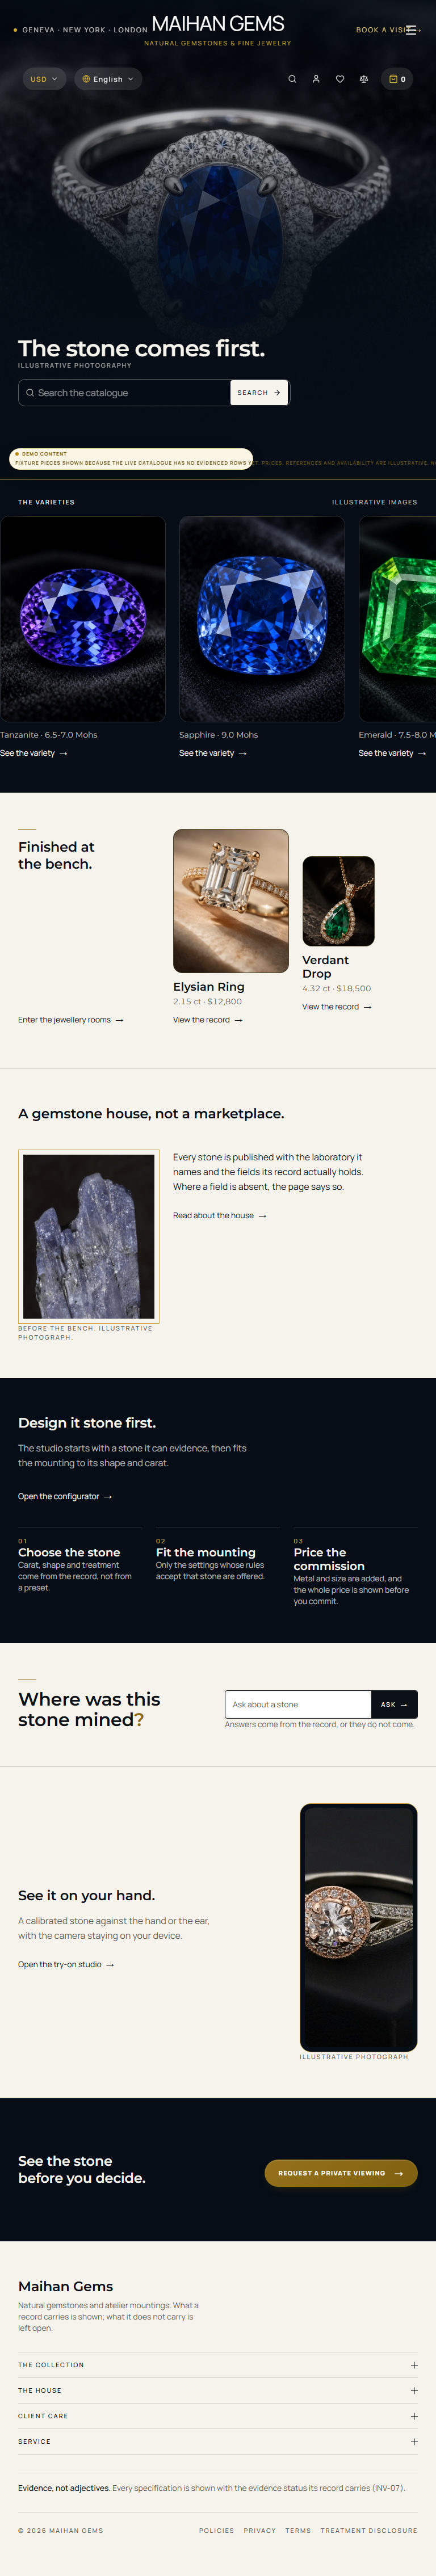 GENEVA · NEW YORK · LONDON
MAIHAN GEMS
NATURAL GEMSTONES & FINE JEWELRY
BOOK A VISIT
USD
English
0
The stone comes first.
ILLUSTRATIVE PHOTOGRAPHY
Search the catalogue
SEARCH →
DEMO CONTENT
FIXTURE PIECES SHOWN BECAUSE THE LIVE CATALOGUE HAS NO EVIDENCED ROWS YET. PRICES, REFERENCES AND AVAILABILITY ARE ILLUSTRATIVE.
THE VARIETIES
ILLUSTRATIVE IMAGES
Tanzanite · 6.5-7.0 Mohs
See the variety →
Sapphire · 9.0 Mohs
See the variety →
Emerald · 7.5-8.0 M
See the variety →
Finished at
the bench.
Enter the jewellery rooms →
Elysian Ring
2.15 ct · $12,800
View the record →
Verdant
Drop
4.32 ct · $18,500
View the record →
A gemstone house, not a marketplace.
Every stone is published with the laboratory it
names and the fields its record actually holds.
Where a field is absent, the page says so.
Read about the house →
BEFORE THE BENCH. ILLUSTRATIVE
PHOTOGRAPH.
Design it stone first.
The studio starts with a stone it can evidence, then fits
the mounting to its shape and carat.
Open the configurator →
01
Choose the stone
Carat, shape and treatment
come from the record, not from
a preset.
02
Fit the mounting
Only the settings whose rules
accept that stone are offered.
03
Price the
commission
Metal and size are added, and
the whole price is shown before
you commit.
Where was this
stone mined?
Ask about a stone
ASK →
Answers come from the record, or they do not come.
See it on your hand.
A calibrated stone against the hand or the ear,
with the camera staying on your device.
Open the try-on studio →
ILLUSTRATIVE PHOTOGRAPH
See the stone
before you decide.
REQUEST A PRIVATE VIEWING →
Maihan Gems
Natural gemstones and atelier mountings. What a
record carries is shown; what it does not carry is
left open.
THE COLLECTION
THE HOUSE
CLIENT CARE
SERVICE
Evidence, not adjectives. Every specification is shown with the evidence status its record carries (INV-07).
© 2026 MAIHAN GEMS
POLICIES PRIVACY TERMS TREATMENT DISCLOSURE